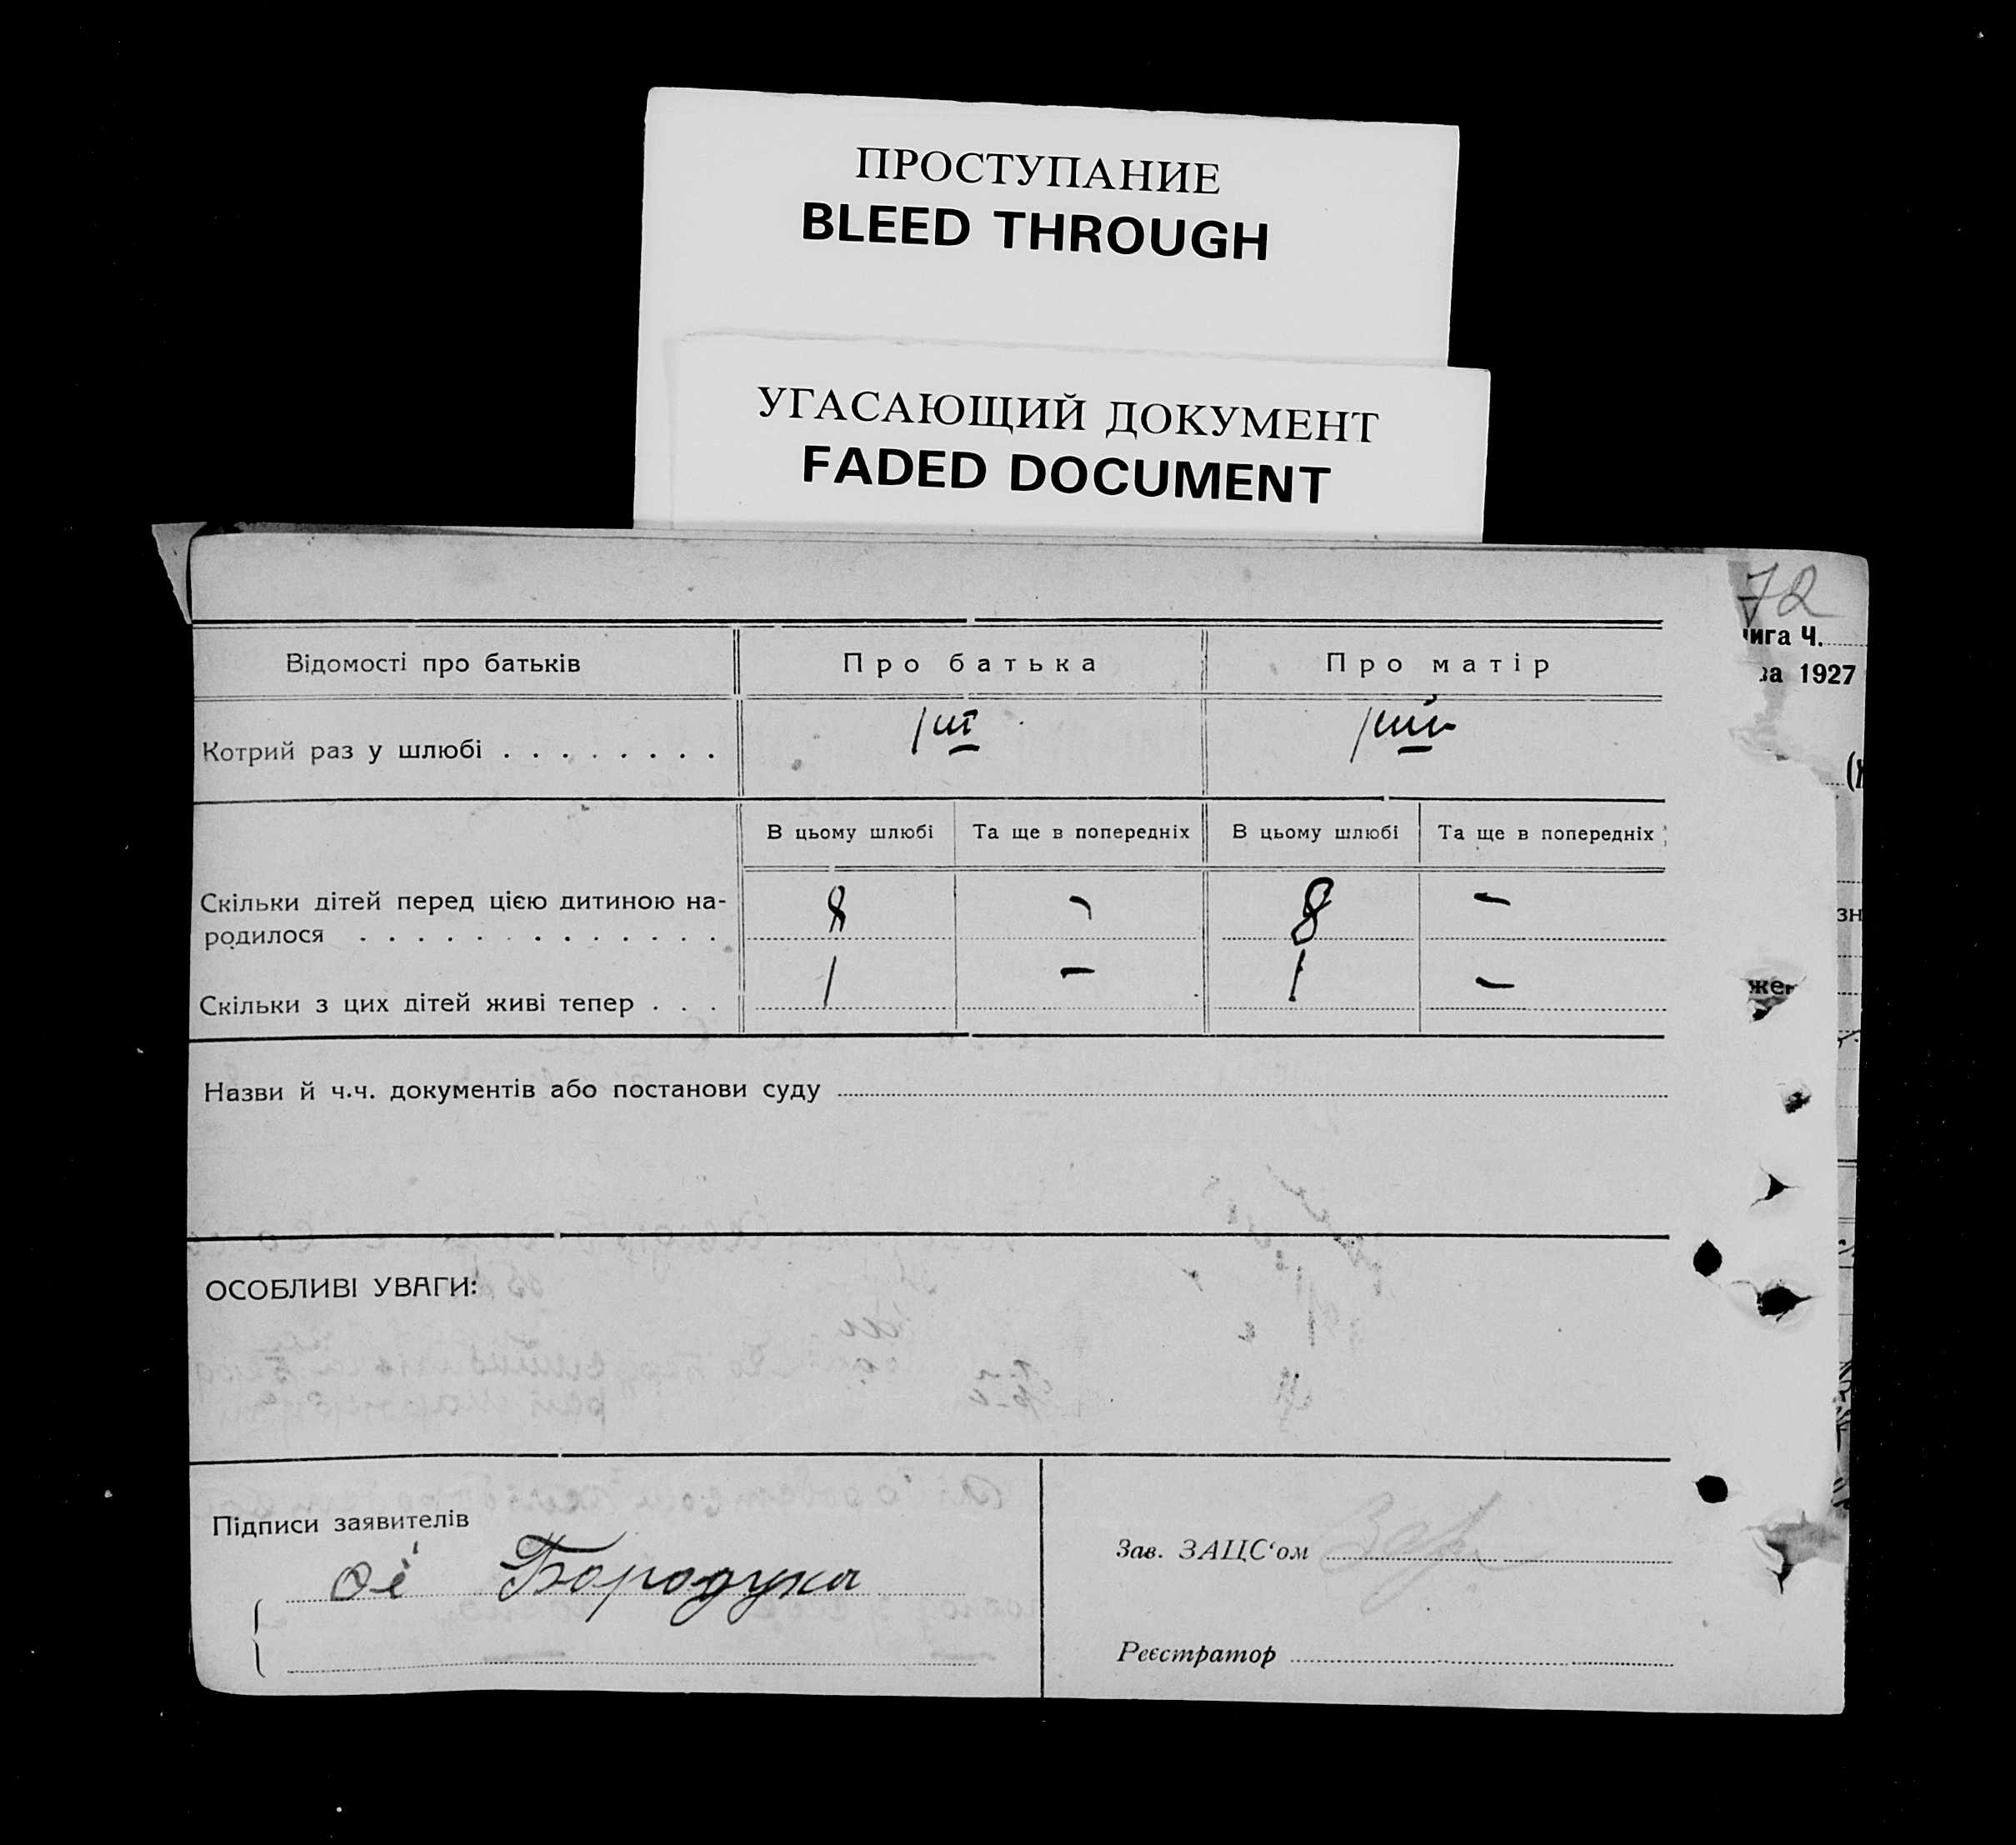 ПРОСТУПАНИЕ
BLEED THROUGH
УГАСАЮЩИЙ ДОКУМЕНТ
FADED DOCUMENT
72
нига Ч.
за 1927
Відомості про батьків Про батька Про матір
Котрий раз у шлюбі . . . . . . . .
В цьому шлюбі Та ще в попередніх В цьому шлюбі Та ще в попередніх
Скільки дітей перед цією дитиною на- 8 - 8 -
родилося . . . . . . . . . . . . .
Скільки з цих дітей живі тепер . . . 1 - 1 -
Назви й ч.ч. документів або постанови суду
ОСОБЛИВІ УВАГИ:
Підписи заявителів
Зав. ЗАЦС‘ом
Бородука
Реєстратор